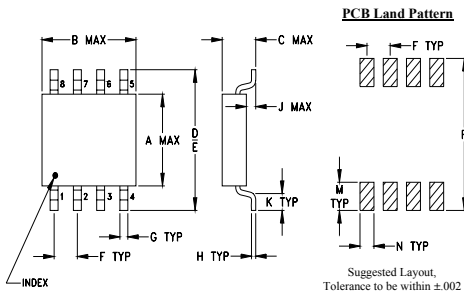 PCB Land Pattern
B MAX
C MAX
F TYP
8 7 6 5
A MAX
D
E
J MAX
K TYP
M
TYP
1 2 3 4
G TYP
F TYP
H TYP
N TYP
INDEX
Suggested Layout,
Tolerance to be within ±.002